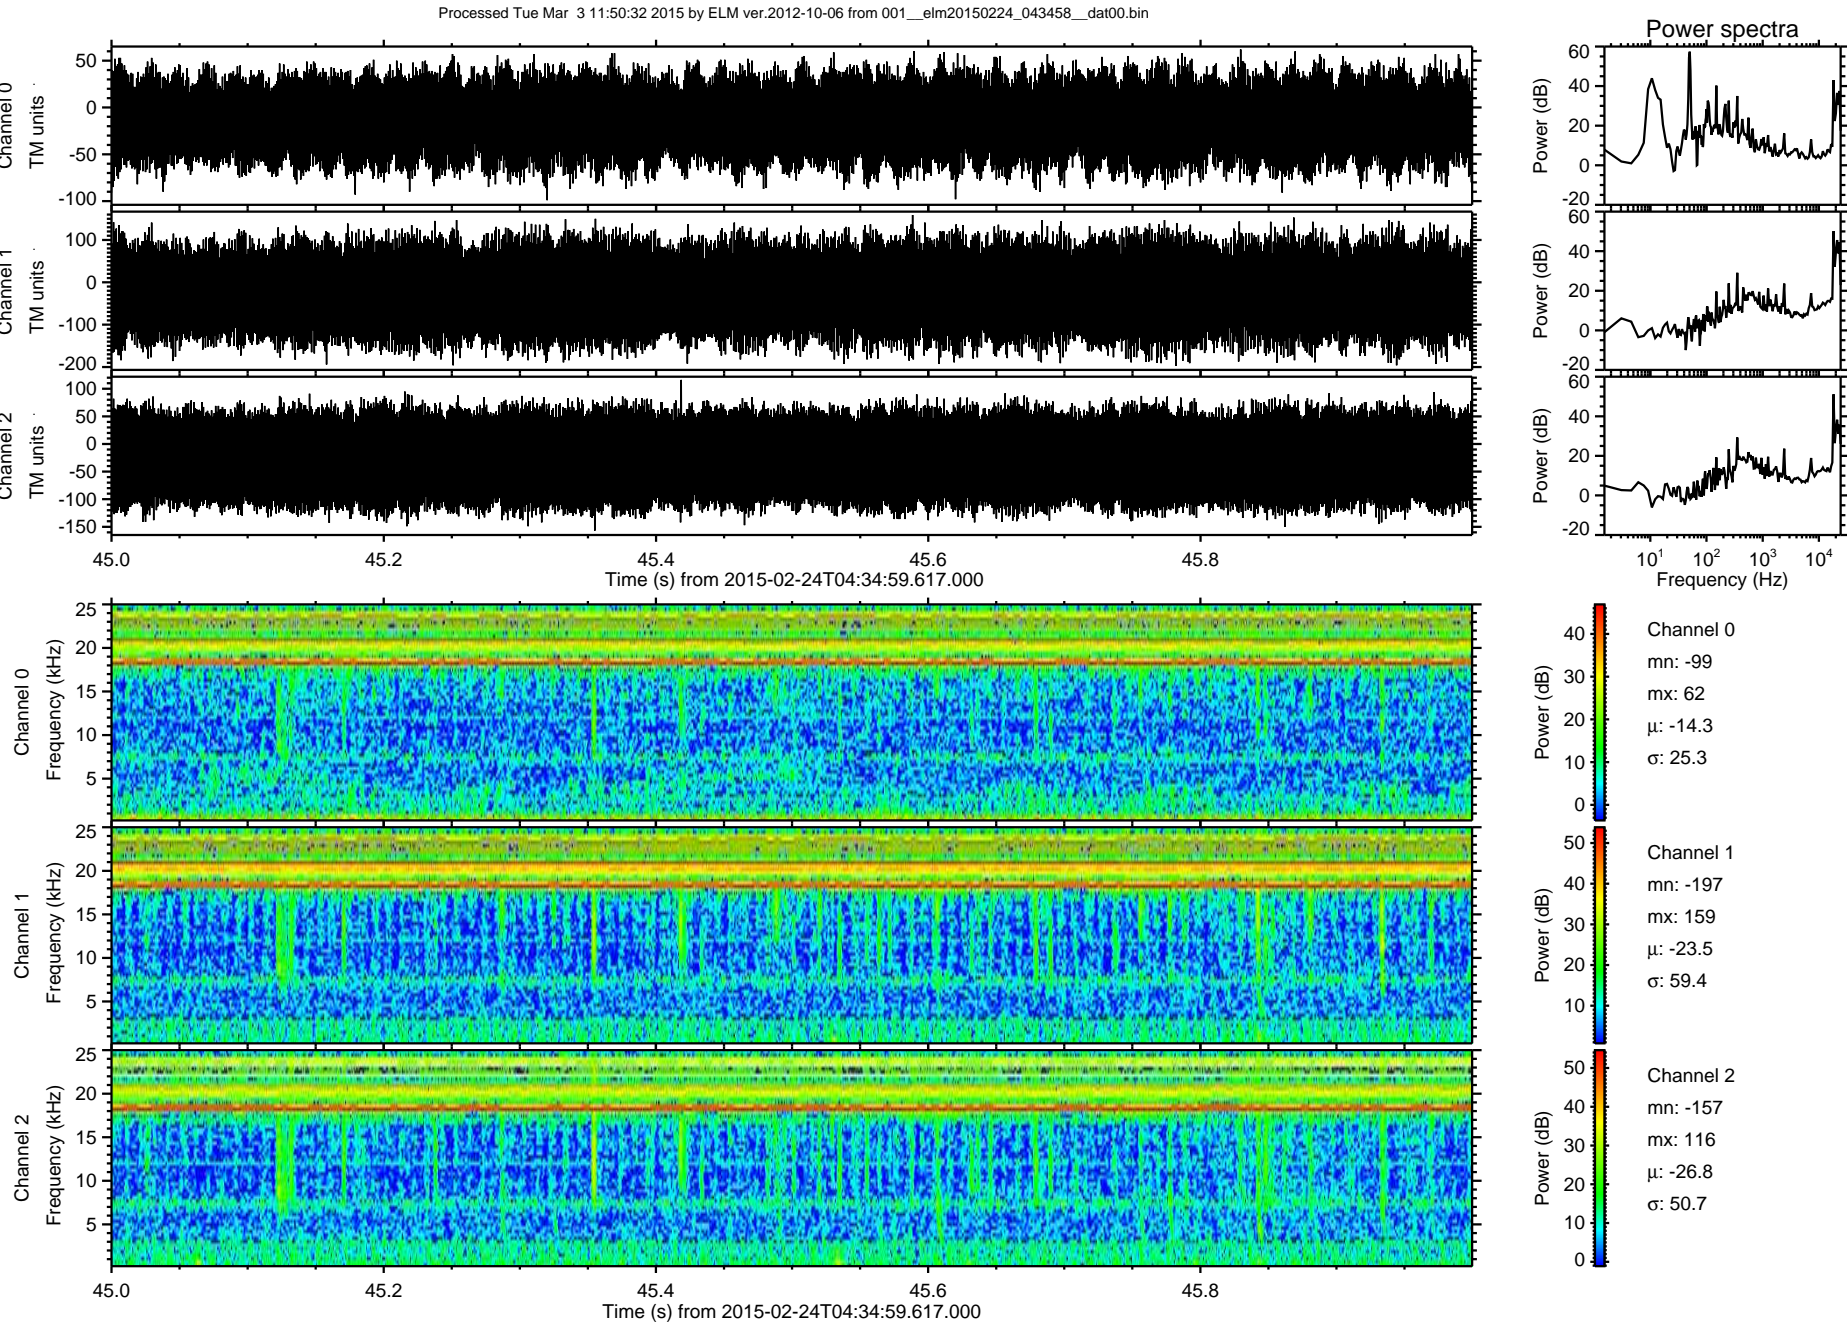 Processed Tue Mar 3 11:50:32 2015 by ELM ver.2012-10-06 from 001__elm20150224_043458__dat00.bin
Power spectra
Channel 0
TM units
50
0
-50
-100
Power (dB)
60
40
20
0
-20
Channel 1
TM units
100
0
-100
-200
Power (dB)
60
40
20
0
-20
Channel 2
TM units
100
50
0
-50
-100
-150
Power (dB)
60
40
20
0
-20
45.0 45.2 45.4 45.6 45.8
Time (s) from 2015-02-24T04:34:59.617.000
10^1 10^2 10^3 10^4
Frequency (Hz)
Channel 0
Frequency (kHz)
25
20
15
10
5
Power (dB)
40
30
20
10
0
Channel 0
mn: -99
mx: 62
μ: -14.3
σ: 25.3
Channel 1
Frequency (kHz)
25
20
15
10
5
Power (dB)
50
40
30
20
10
Channel 1
mn: -197
mx: 159
μ: -23.5
σ: 59.4
Channel 2
Frequency (kHz)
25
20
15
10
5
Power (dB)
50
40
30
20
10
0
Channel 2
mn: -157
mx: 116
μ: -26.8
σ: 50.7
45.0 45.2 45.4 45.6 45.8
Time (s) from 2015-02-24T04:34:59.617.000